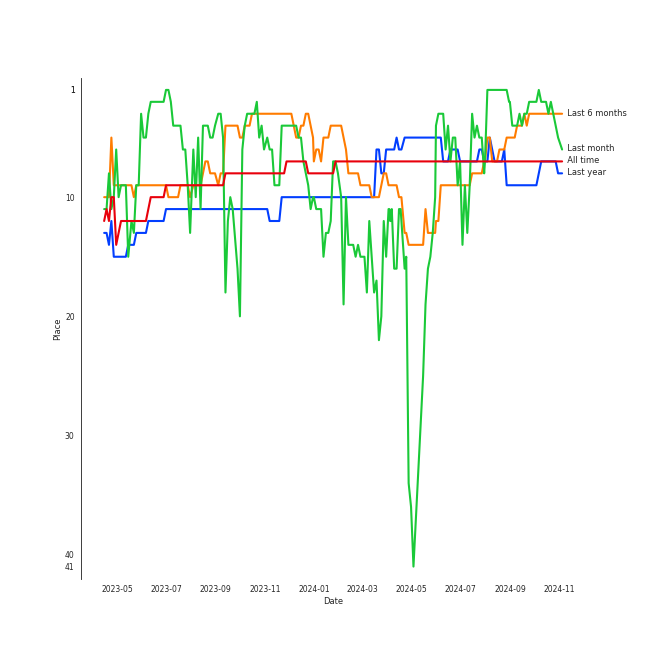 1
10
20
30
40
41
Place
2023-05
2023-07
2023-09
2023-11
2024-01
2024-03
2024-05
2024-07
2024-09
2024-11
Date
Last 6 months
Last month
All time
Last year